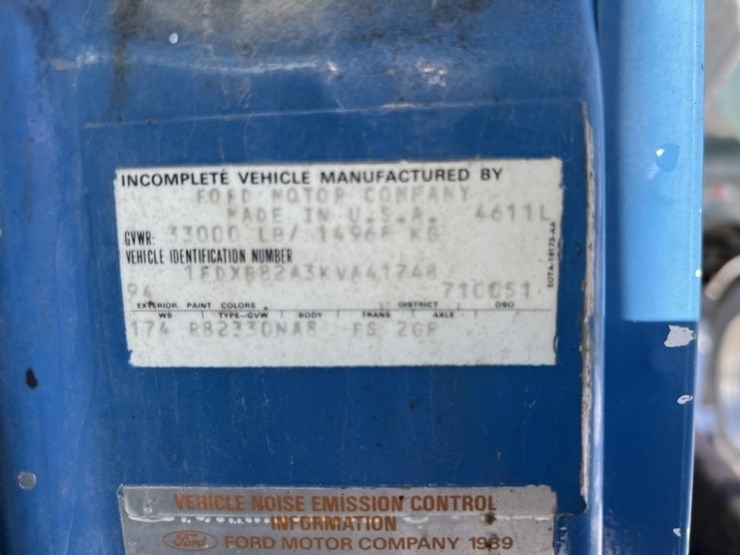 INCOMPLETE VEHICLE MANUFACTURED BY
FORD MOTOR COMPANY
MADE IN U.S.A. 4611L
GVWR: 33000 LB/ 14968 KG
VEHICLE IDENTIFICATION NUMBER
94 710051
EXTERIOR PAINT COLORS DISTRICT DSO
WB TYPE-GVW BODY TRANS AXLE
174 R82330NA8 FS 2GP
VEHICLE NOISE EMISSION CONTROL
INFORMATION
Ford FORD MOTOR COMPANY 1989